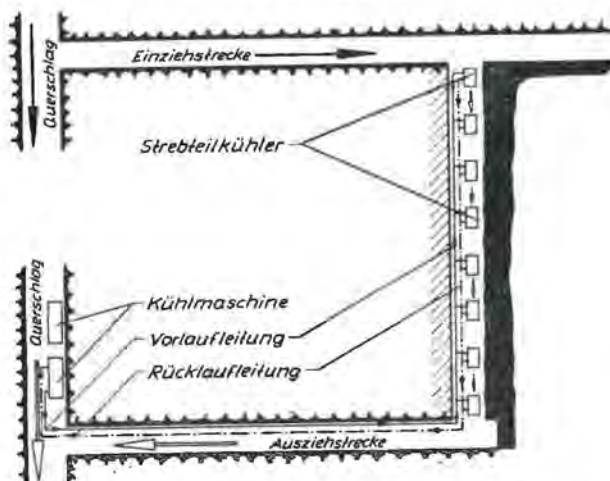 Querschlag
Einziehstrecke
Strebteilkühler
Querschlag
Kühlmaschine
Vorlaufleitung
Rücklaufleitung
Ausziehstrecke